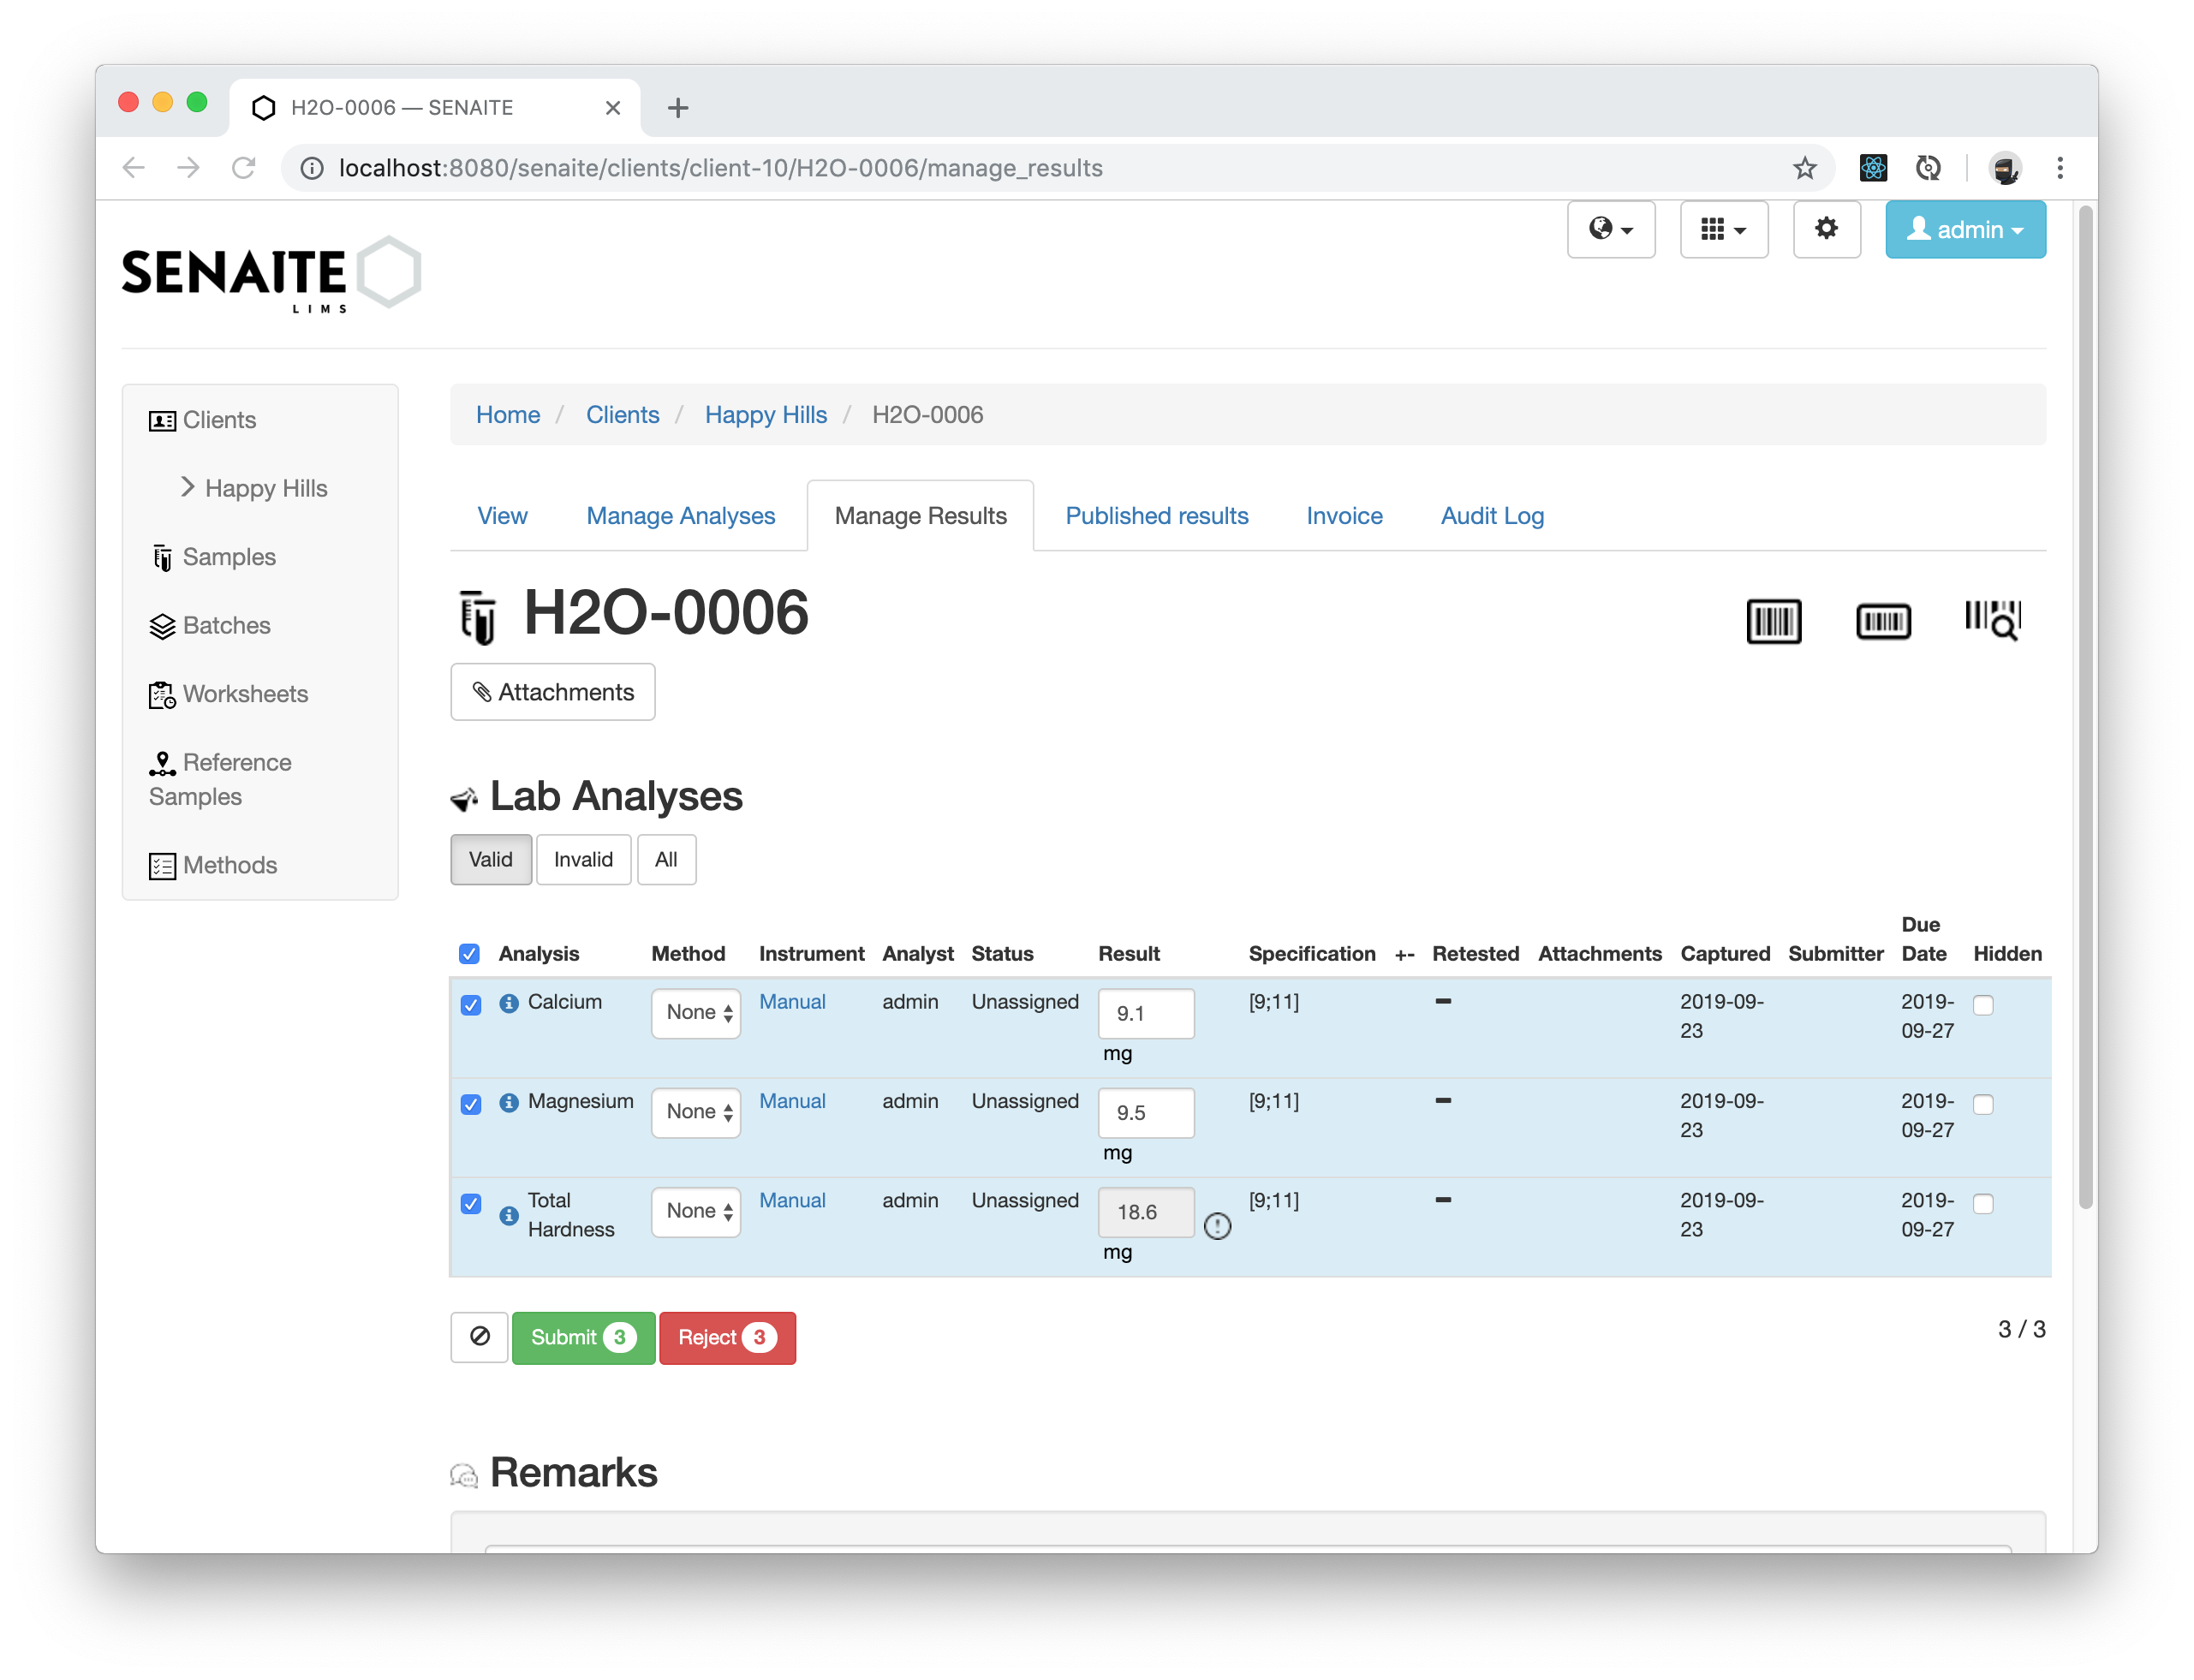 H2O-0006 — SENAITE
localhost:8080/senaite/clients/client-10/H2O-0006/manage_results
admin
SENAITE
LIMS
Clients
Happy Hills
Samples
Batches
Worksheets
Reference
Samples
Methods
Home / Clients / Happy Hills / H2O-0006
View Manage Analyses Manage Results Published results Invoice Audit Log
H2O-0006
Attachments
Lab Analyses
Valid Invalid All
Analysis Method Instrument Analyst Status Result Specification +- Retested Attachments Captured Submitter Due Date Hidden
Calcium None Manual admin Unassigned 9.1 [9;11] 2019-09- 2019-
mg 23 09-27
Magnesium None Manual admin Unassigned 9.5 [9;11] 2019-09- 2019-
mg 23 09-27
Total None Manual admin Unassigned 18.6 [9;11] 2019-09- 2019-
Hardness mg 23 09-27
Submit 3 Reject 3 3 / 3
Remarks